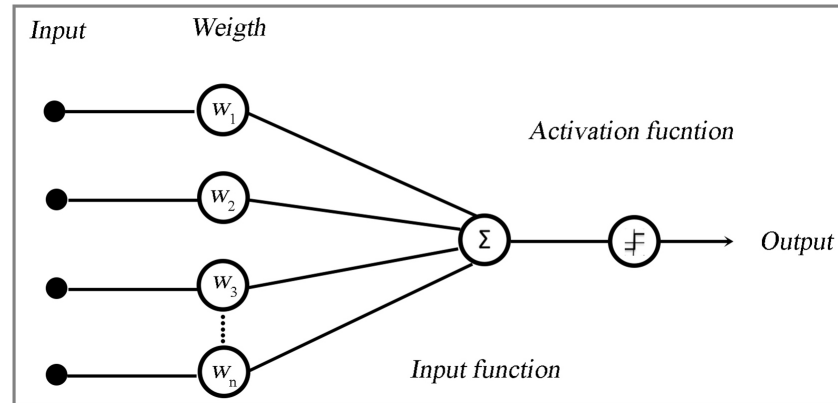 Input
Weigth
w1
Activation fucntion
w2
Σ
Output
w3
Input function
wn